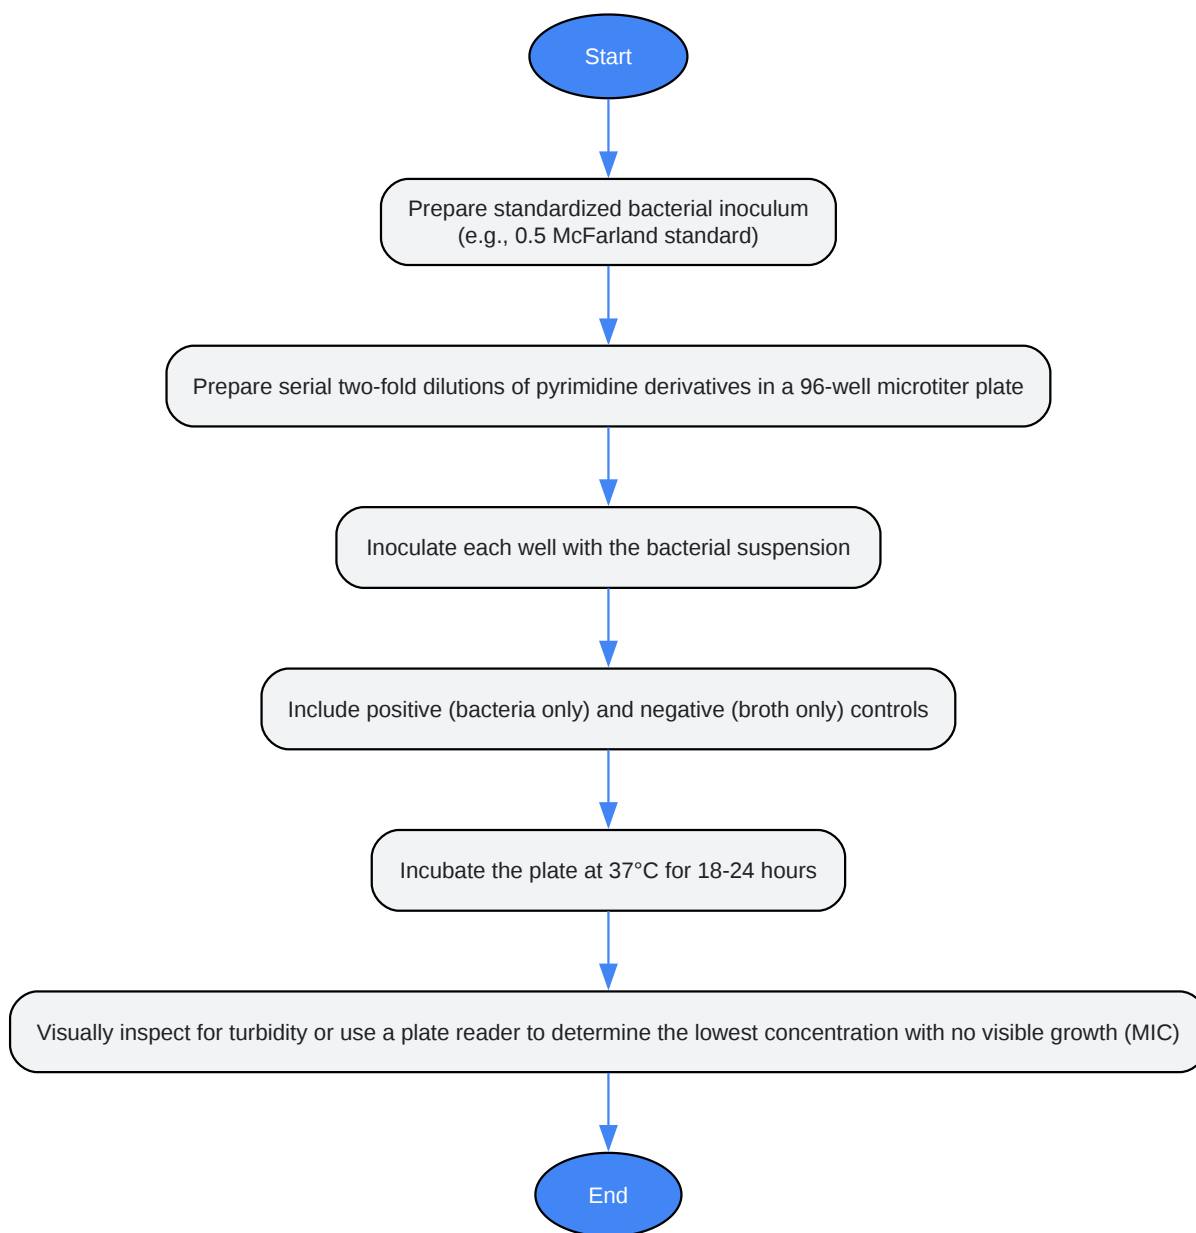 Start
Prepare standardized bacterial inoculum
(e.g., 0.5 McFarland standard)
Prepare serial two-fold dilutions of pyrimidine derivatives in a 96-well microtiter plate
Inoculate each well with the bacterial suspension
Include positive (bacteria only) and negative (broth only) controls
Incubate the plate at 37°C for 18-24 hours
Visually inspect for turbidity or use a plate reader to determine the lowest concentration with no visible growth (MIC)
End